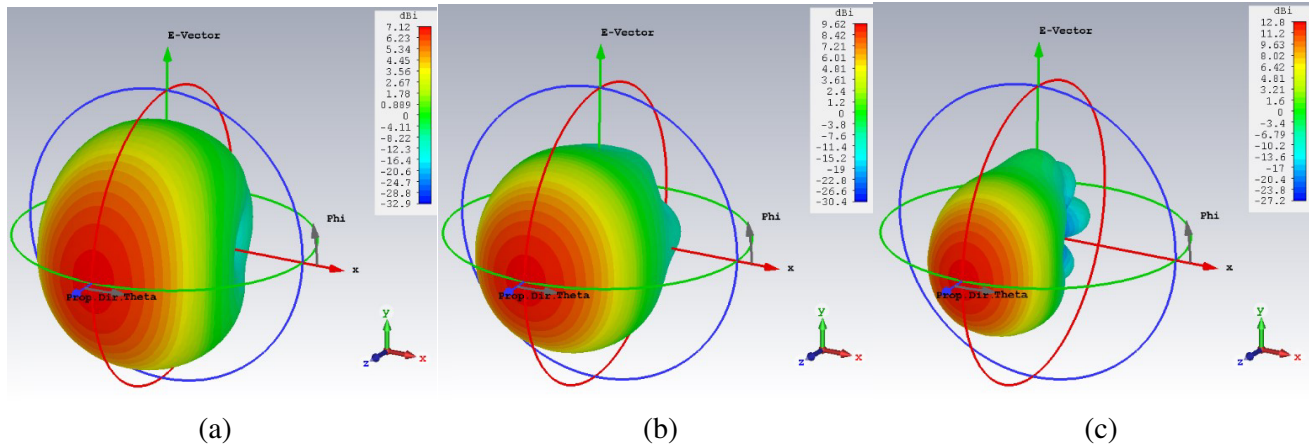 dBi
7.12
6.23
5.34
4.45
3.56
2.67
1.78
0.889
0
-4.11
-8.22
-12.3
-16.4
-20.6
-24.7
-28.8
-32.9
E-Vector
Phi
x
Prop.Dir.Theta
y
z
x
(a)
dBi
9.62
8.42
7.22
6.01
4.81
3.61
2.4
1.2
0
-3.8
-7.6
-11.4
-15.2
-19
-22.8
-26.6
-30.4
E-Vector
Phi
x
Prop.Dir.Theta
y
z
x
(b)
dBi
12.8
11.2
9.63
8.02
6.42
4.81
3.21
1.6
0
-3.4
-6.79
-10.2
-13.6
-17
-20.4
-23.8
-27.2
E-Vector
Phi
x
Prop.Dir.Theta
y
z
x
(c)